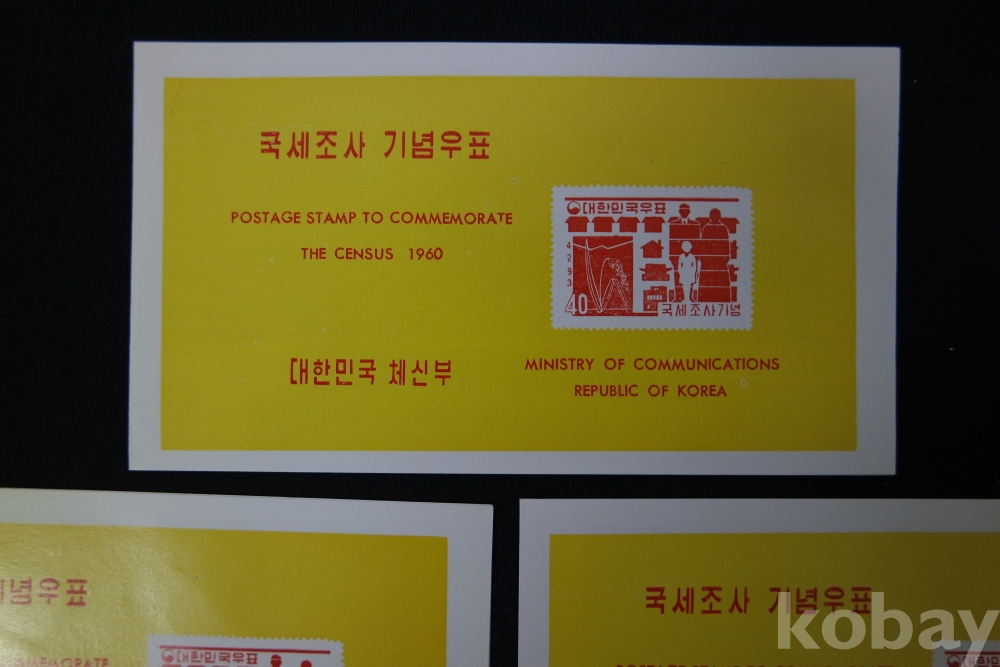 국세조사 기념우표
POSTAGE STAMP TO COMMEMORATE
THE CENSUS 1960
대한민국우표
4293
40
국세조사기념
대한민국 체신부
MINISTRY OF COMMUNICATIONS
REPUBLIC OF KOREA
념우표
대한민국우표
국세조사 기념우표
kobay